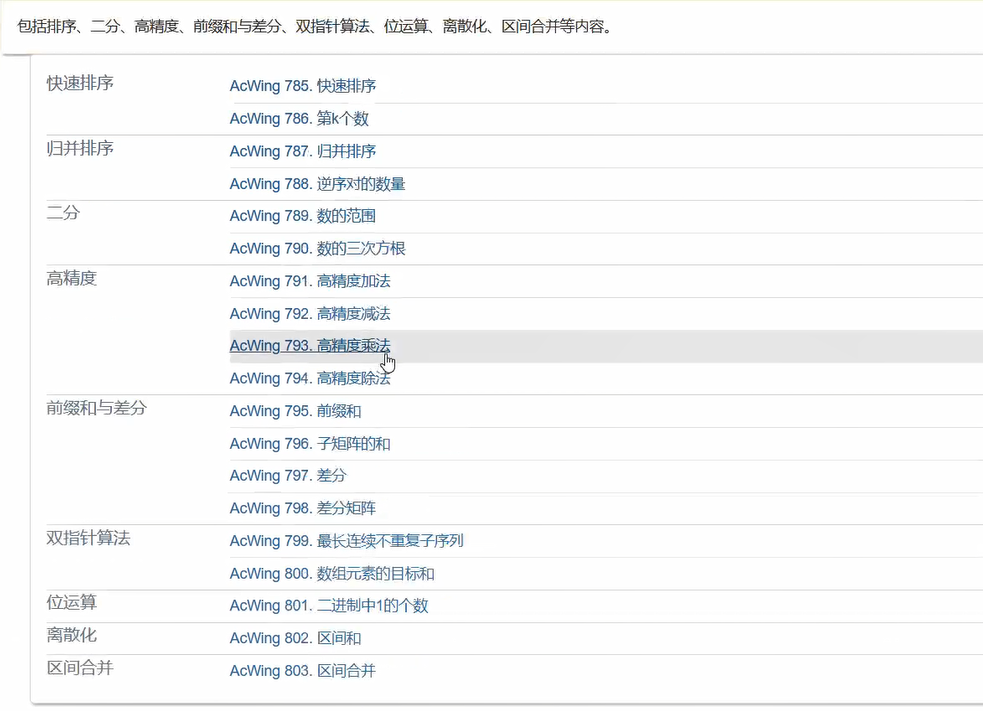 包括排序、二分、高精度、前缀和与差分、双指针算法、位运算、离散化、区间合并等内容。
快速排序 AcWing 785. 快速排序
AcWing 786. 第k个数
归并排序 AcWing 787. 归并排序
AcWing 788. 逆序对的数量
二分 AcWing 789. 数的范围
AcWing 790. 数的三次方根
高精度 AcWing 791. 高精度加法
AcWing 792. 高精度减法
AcWing 793. 高精度乘法
AcWing 794. 高精度除法
前缀和与差分 AcWing 795. 前缀和
AcWing 796. 子矩阵的和
AcWing 797. 差分
AcWing 798. 差分矩阵
双指针算法 AcWing 799. 最长连续不重复子序列
AcWing 800. 数组元素的目标和
位运算 AcWing 801. 二进制中1的个数
离散化 AcWing 802. 区间和
区间合并 AcWing 803. 区间合并